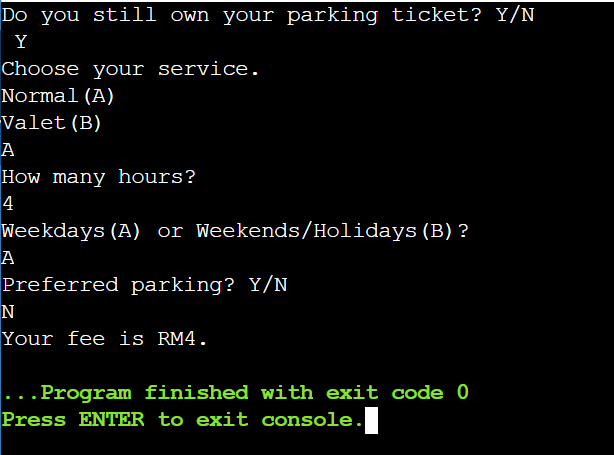 Do you still own your parking ticket? Y/N
Y
Choose your service.
Normal(A)
Valet(B)
A
How many hours?
4
Weekdays(A) or Weekends/Holidays(B)?
A
Preferred parking? Y/N
N
Your fee is RM4.
...Program finished with exit code 0
Press ENTER to exit console.